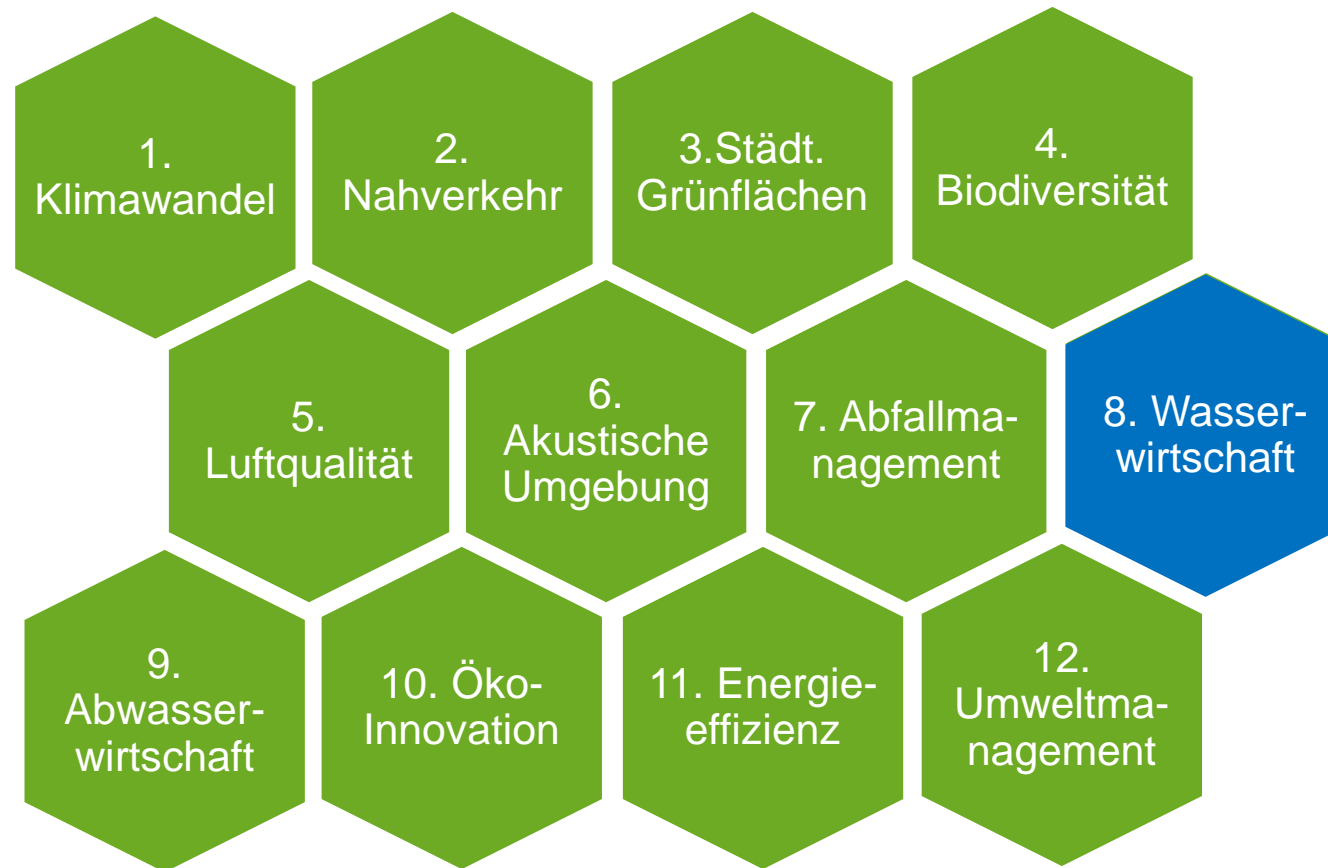 1.
Klimawandel
2.
Nahverkehr
3.Städt.
Grünflächen
4.
Biodiversität
5.
Luftqualität
6.
Akustische
Umgebung
7. Abfallma-
nagement
8. Wasser-
wirtschaft
9.
Abwasser-
wirtschaft
10. Öko-
Innovation
11. Energie-
effizienz
12.
Umweltma-
nagement